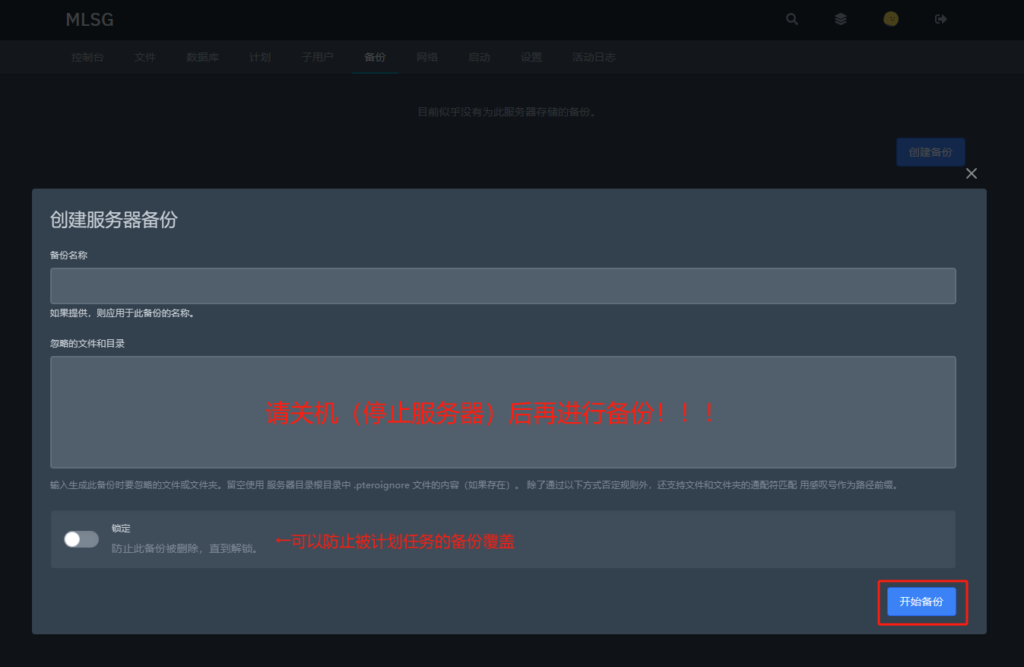 MLSG
控制台 文件 数据库 计划 子用户 备份 网络 启动 设置 活动日志
目前似乎没有为此服务器存储的备份。
创建备份
创建服务器备份
备份名称
如果提供，则应用于此备份的名称。
忽略的文件和目录
请关机（停止服务器）后再进行备份！！！
输入生成此备份时要忽略的文件或文件夹。留空使用 服务器目录根目录中 .pteroignore 文件的内容（如果存在）。 除了通过以下方式否定规则外，还支持文件和文件夹的通配符匹配 用感叹号作为路径前缀。
锁定
防止此备份被删除，直到解锁。
←可以防止被计划任务的备份覆盖
开始备份